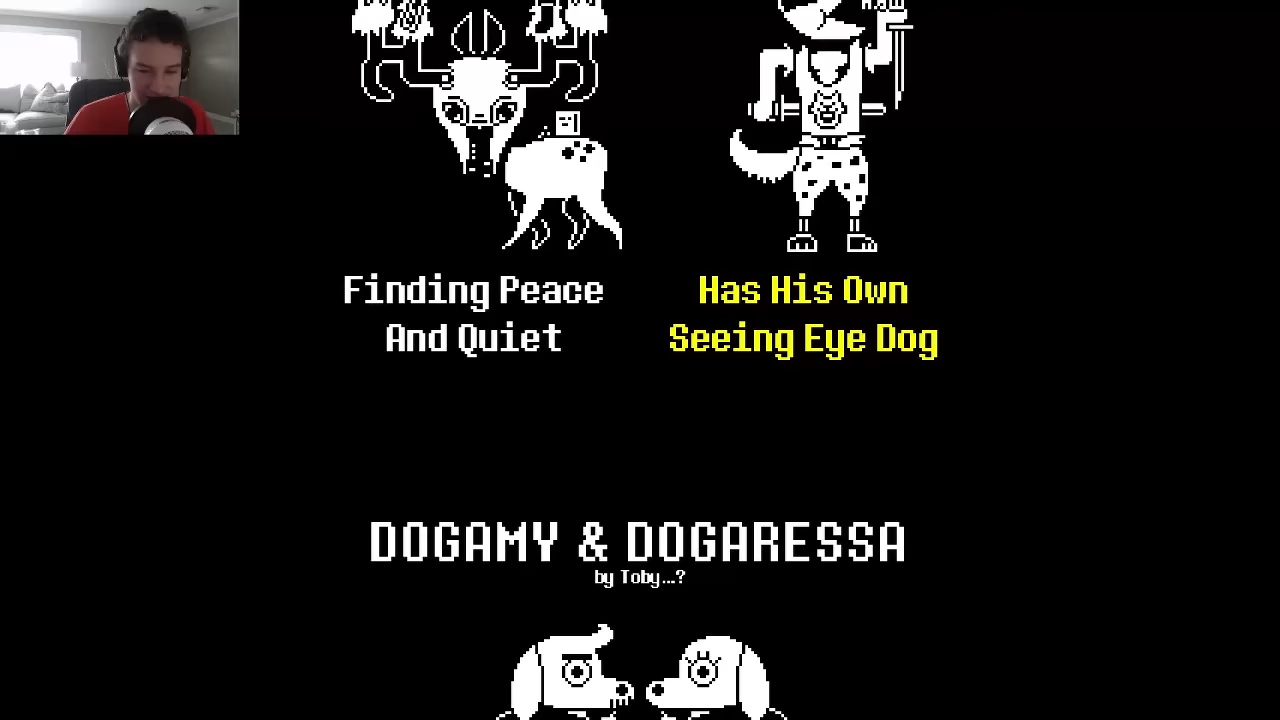 Finding Peace
And Quiet
Has His Own
Seeing Eye Dog
DOGAMY & DOGARESSA
by Toby...?